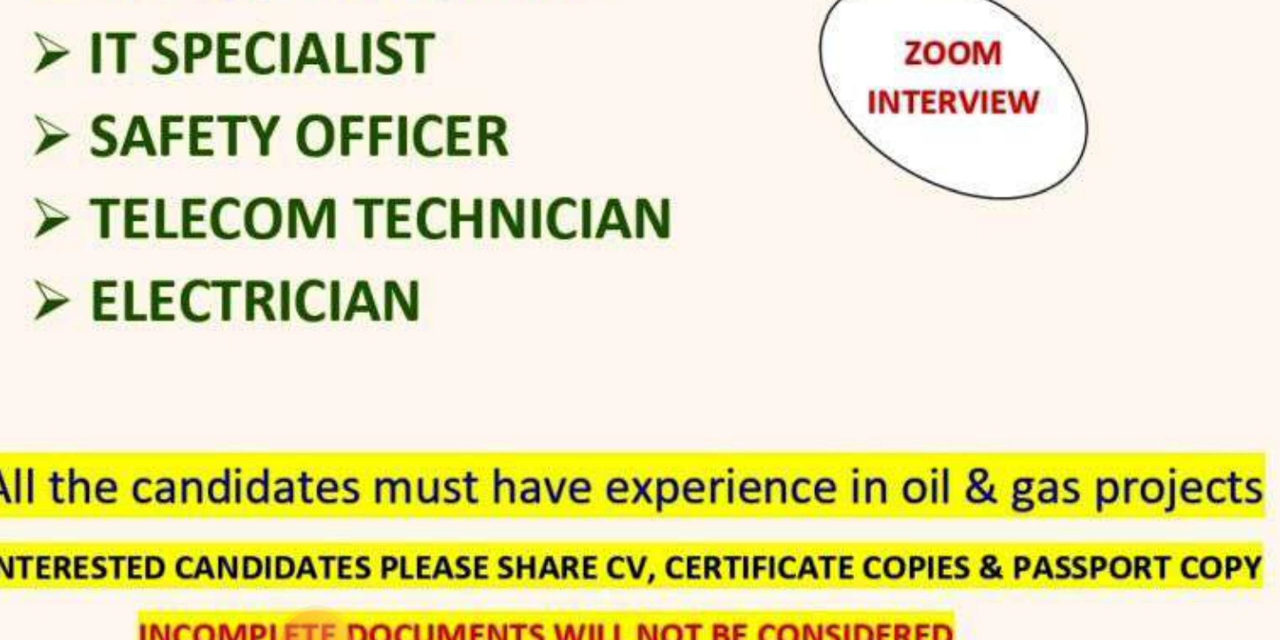 IT SPECIALIST
ZOOM
INTERVIEW
SAFETY OFFICER
TELECOM TECHNICIAN
ELECTRICIAN
All the candidates must have experience in oil & gas projects
NTERESTED CANDIDATES PLEASE SHARE CV, CERTIFICATE COPIES & PASSPORT COPY
INCOMPLETE DOCUMENTS WILL NOT BE CONSIDERED